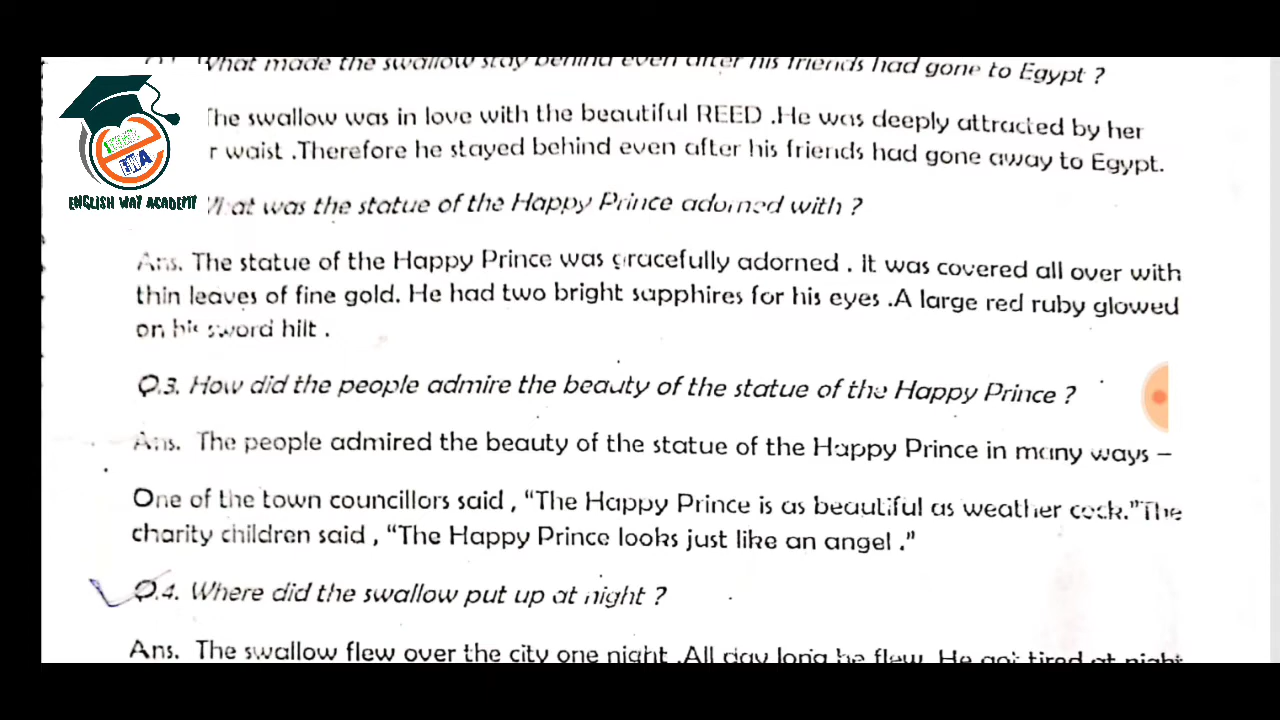 What made the swallow stay behind even after his friends had gone to Egypt ?
The swallow was in love with the beautiful REED .He was deeply attracted by her
r waist .Therefore he stayed behind even after his friends had gone away to Egypt.
ENGLISH WAY ACADEMY
What was the statue of the Happy Prince adorned with ?
Ans. The statue of the Happy Prince was gracefully adorned . it was covered all over with
thin leaves of fine gold. He had two bright sapphires for his eyes .A large red ruby glowed
on his sword hilt .
Q.3. How did the people admire the beauty of the statue of the Happy Prince ?
Ans. The people admired the beauty of the statue of the Happy Prince in many ways –
One of the town councillors said , “The Happy Prince is as beautiful as weather cock.”The
charity children said , “The Happy Prince looks just like an angel .”
Q.4. Where did the swallow put up at night ?
Ans. The swallow flew over the city one night .All day long he flew. He got tired at night